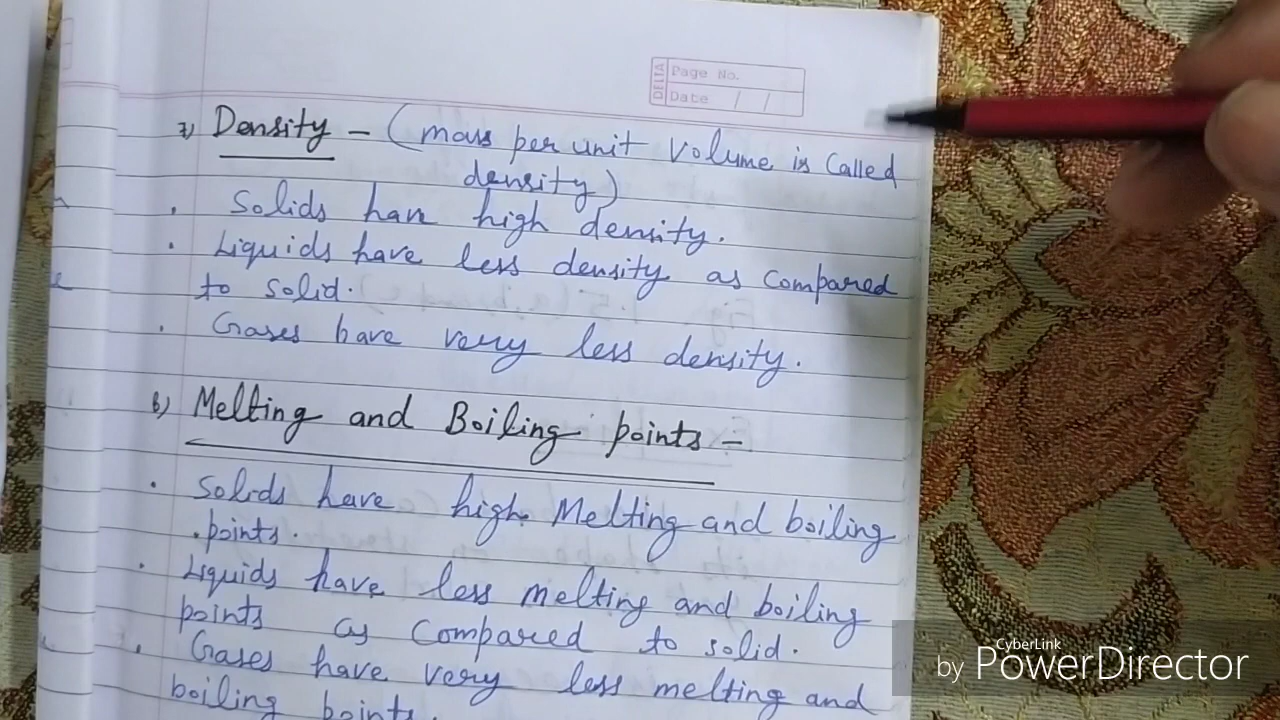 DELTA
Page No.
Date / /
7) Density - (mass per unit volume is called
density)
. Solids have high density.
. Liquids have less density as compared
to solid.
. Gases have very less density.
8) Melting and Boiling points -
. Solids have high Melting and boiling
points.
. Liquids have less melting and boiling
points as compared to solid.
. Gases have very less melting and
boiling points.
CyberLink
by PowerDirector